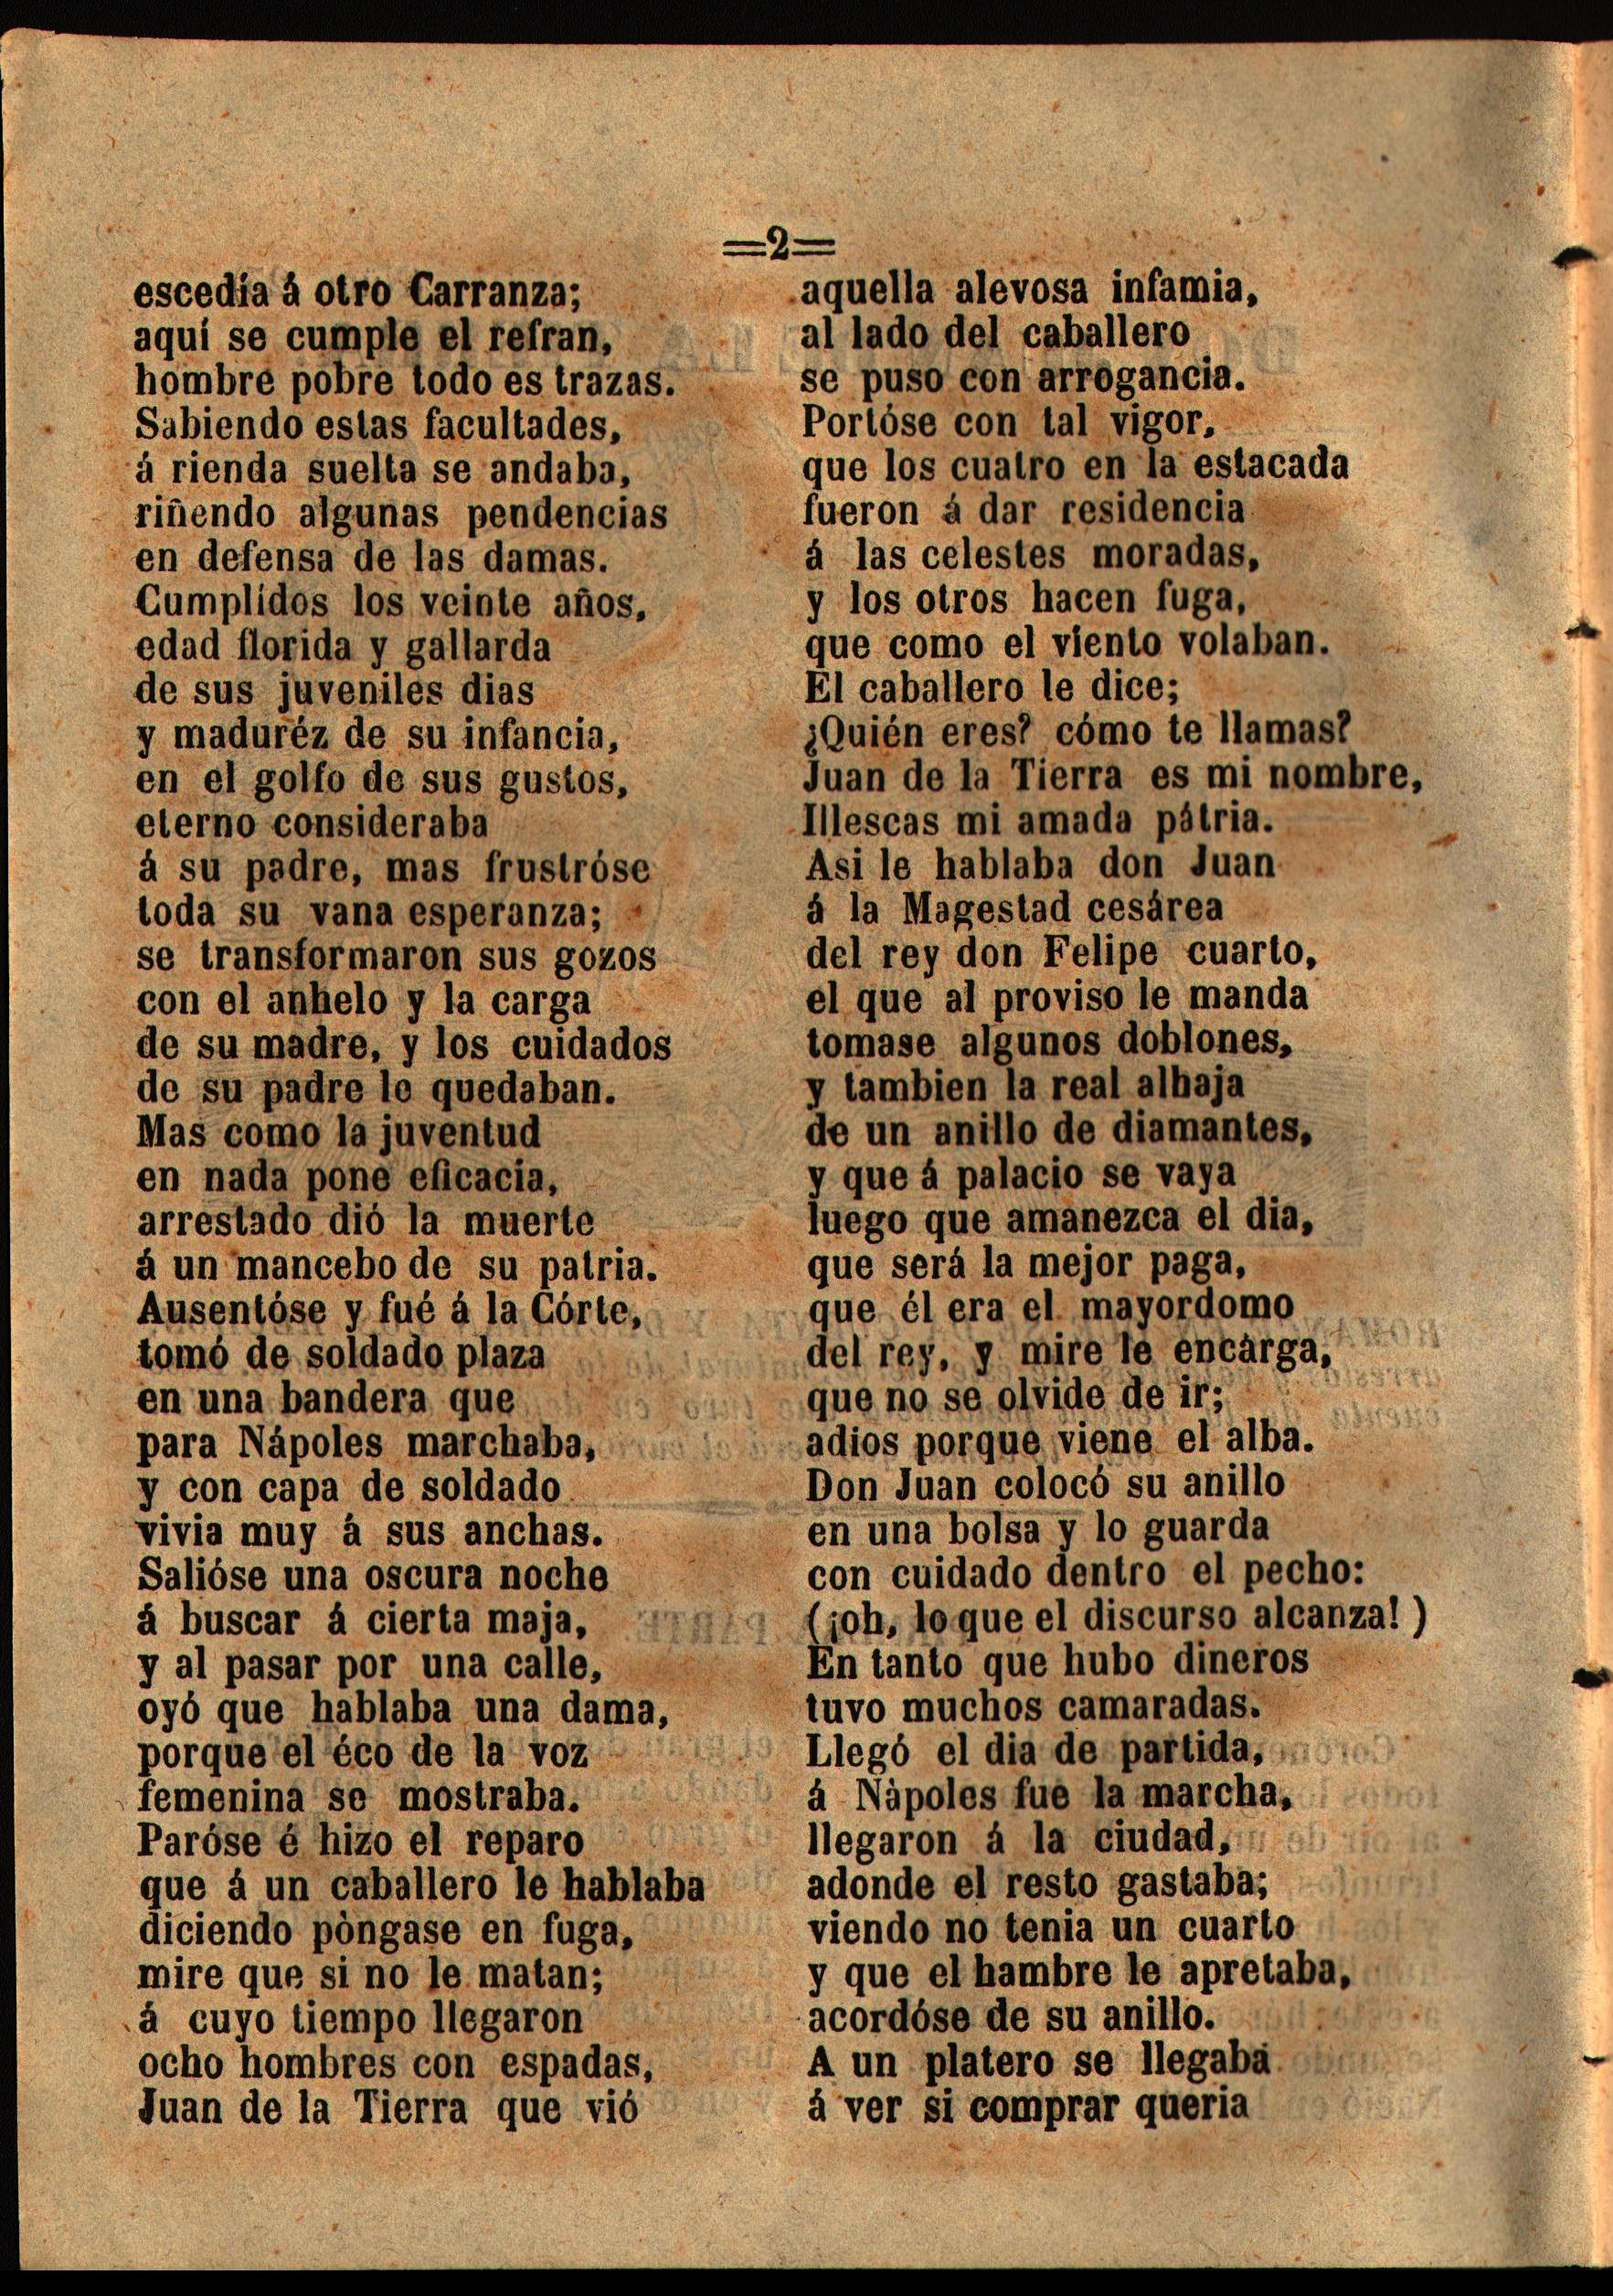 =2=
escedía á otro Carranza;
aquí se cumple el refran,
hombre pobre todo es trazas.
Sabiendo estas facultades,
á rienda suelta se andaba,
riñendo algunas pendencias
en defensa de las damas.
Cumplidos los veinte años,
edad florida y gallarda
de sus juveniles dias
y maduréz de su infancia,
en el golfo de sus gustos,
eterno consideraba
á su padre, mas frustróse
toda su vana esperanza;
se transformaron sus gozos
con el anhelo y la carga
de su madre, y los cuidados
de su padre le quedaban.
Mas como la juventud
en nada pone eficacia,
arrestado dió la muerte
á un mancebo de su patria.
Ausentóse y fué á la Córte,
tomó de soldado plaza
en una bandera que
para Nápoles marchaba,
y con capa de soldado
vivia muy á sus anchas.
Salióse una oscura noche
á buscar á cierta maja,
y al pasar por una calle,
oyó que hablaba una dama,
porque el éco de la voz
femenina se mostraba.
Paróse é hizo el reparo
que á un caballero le hablaba
diciendo pòngase en fuga,
mire que si no le matan;
á cuyo tiempo llegaron
ocho hombres con espadas,
Juan de la Tierra que vió
aquella alevosa infamia,
al lado del caballero
se puso con arrogancia.
Portóse con tal vigor,
que los cuatro en la estacada
fueron á dar residencia
á las celestes moradas,
y los otros hacen fuga,
que como el viento volaban.
El caballero le dice;
¿Quién eres? cómo te llamas?
Juan de la Tierra es mi nombre,
Illescas mi amada pátria.
Asi le hablaba don Juan
á la Magestad cesárea
del rey don Felipe cuarto,
el que al proviso le manda
tomase algunos doblones,
y tambien la real alhaja
de un anillo de diamantes,
y que á palacio se vaya
luego que amanezca el dia,
que será la mejor paga,
que él era el mayordomo
del rey, y mire le encarga,
que no se olvide de ir;
adios porque viene el alba.
Don Juan colocó su anillo
en una bolsa y lo guarda
con cuidado dentro el pecho:
(¡oh, lo que el discurso alcanza!)
En tanto que hubo dineros
tuvo muchos camaradas.
Llegó el dia de partida,
á Nàpoles fue la marcha,
llegaron á la ciudad,
adonde el resto gastaba;
viendo no tenia un cuarto
y que el hambre le apretaba,
acordóse de su anillo.
A un platero se llegaba
á ver si comprar queria